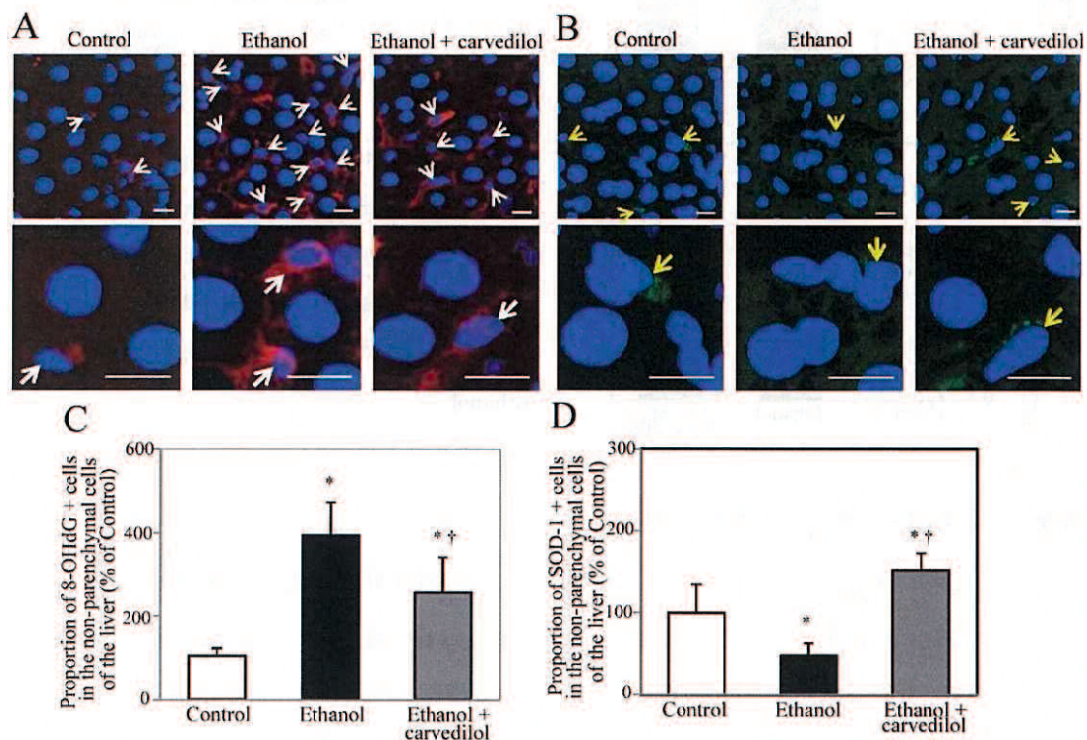 A
Control
Ethanol
Ethanol + carvedilol
B
Control
Ethanol
Ethanol + carvedilol
C
Proportion of 8-OHdG + cells
in the non-parenchymal cells
of the liver (% of Control)
600
400
200
0
*
* †
Control
Ethanol
Ethanol +
carvedilol
D
Proportion of SOD-1 + cells
in the non-parenchymal cells
of the liver (% of Control)
300
200
100
0
*
* †
Control
Ethanol
Ethanol +
carvedilol